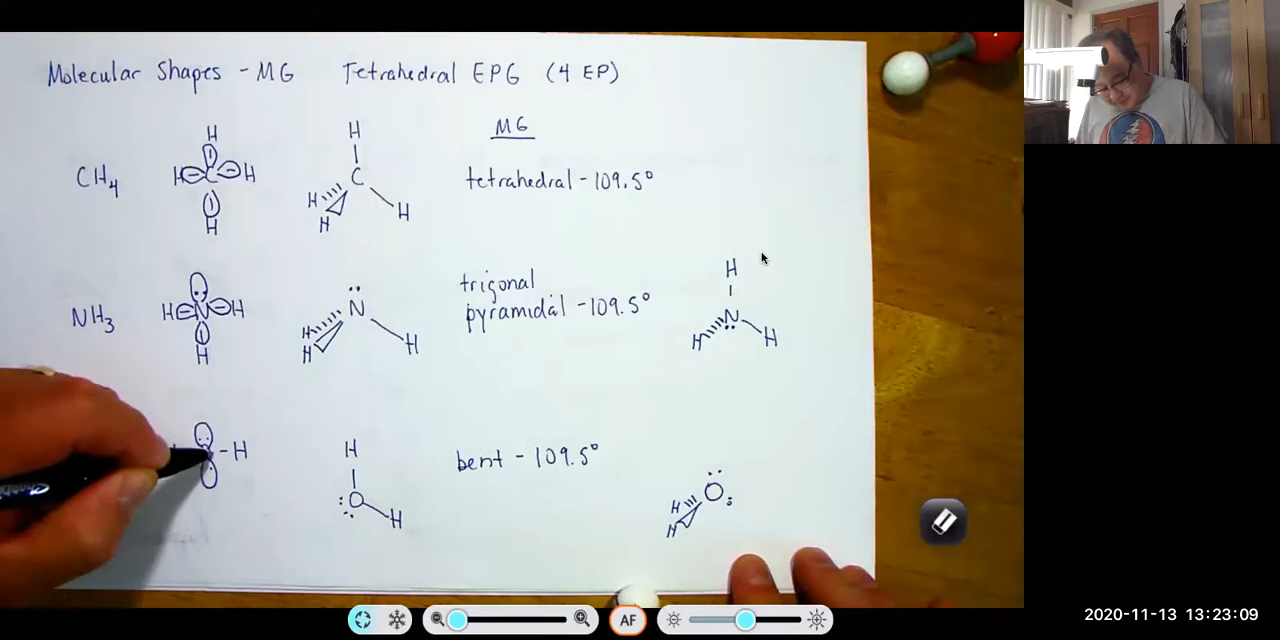 Molecular Shapes - MG Tetrahedral EPG (4 EP)
MG
CH4
H
H C H
H
H
C
H
H
H
tetrahedral - 109.5°
NH3
H N H
H
N
H
H
H
trigonal
pyramidal - 109.5°
H
N
H
H
- H
H
O
H
bent - 109.5°
O
H
H
AF
2020-11-13 13:23:09